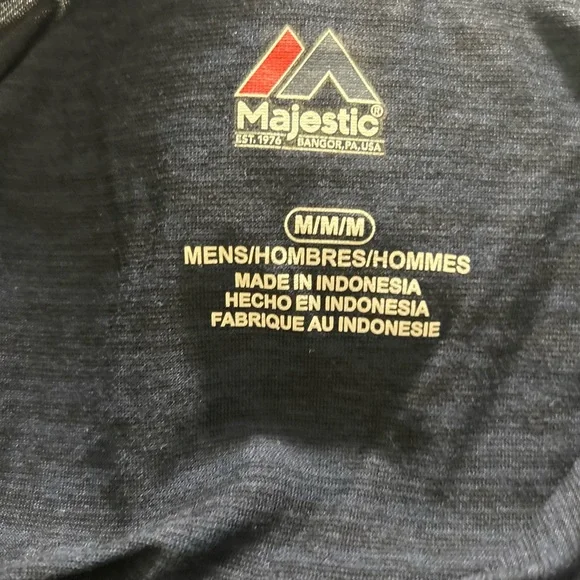 Majestic®
EST. 1976 BANGOR, PA, USA
M/M/M
MENS/HOMBRES/HOMMES
MADE IN INDONESIA
HECHO EN INDONESIA
FABRIQUE AU INDONESIE